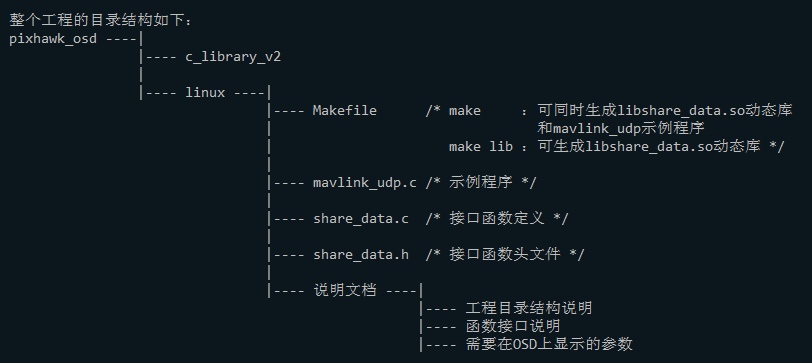 整个工程的目录结构如下:
pixhawk_osd ----|
|---- c_library_v2
|
|---- linux ----|
|---- Makefile /* make : 可同时生成libshare_data.so动态库
| 和mavlink_udp示例程序
| make lib : 可生成libshare_data.so动态库 */
|
|---- mavlink_udp.c /* 示例程序 */
|
|---- share_data.c /* 接口函数定义 */
|
|---- share_data.h /* 接口函数头文件 */
|
|---- 说明文档 ----|
|---- 工程目录结构说明
|---- 函数接口说明
|---- 需要在OSD上显示的参数